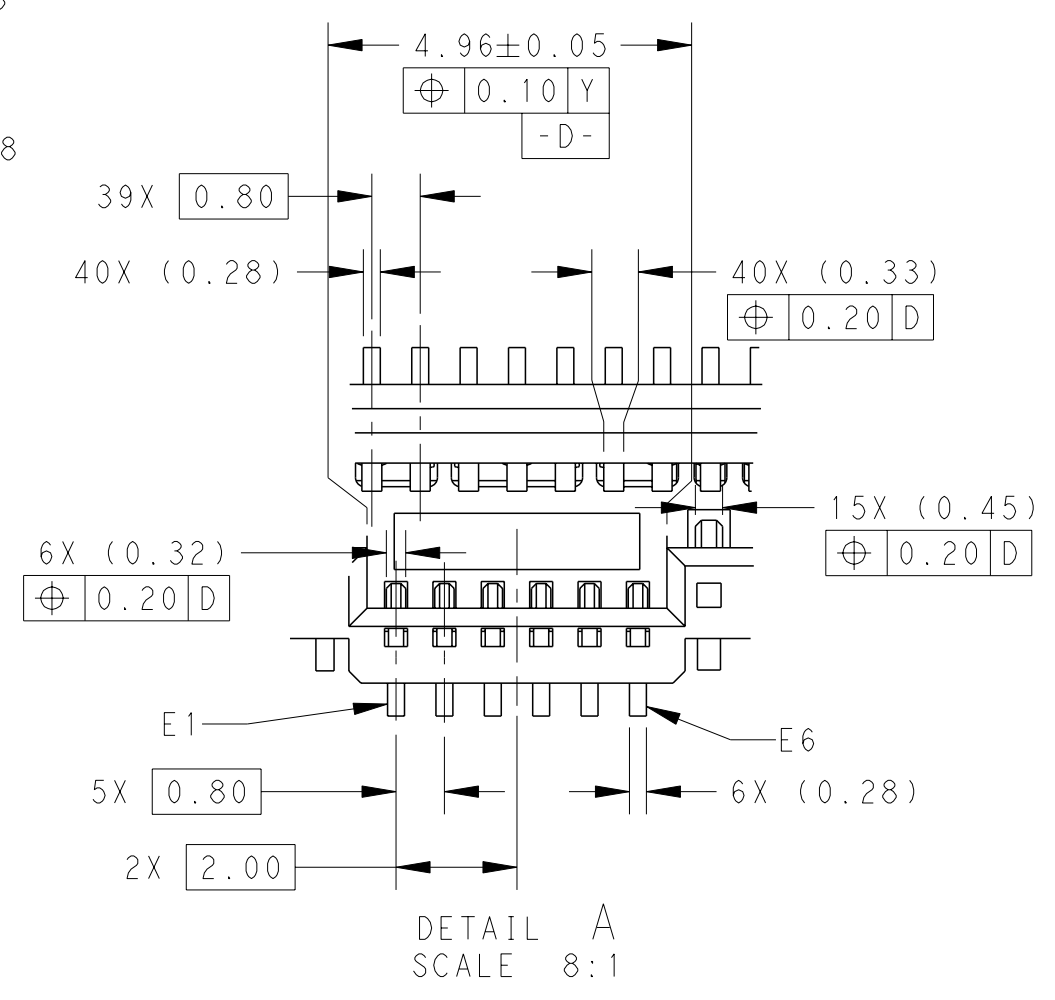 8
4.96±0.05
⌖ 0.10 Y
-D-
39X 0.80
40X (0.28)
40X (0.33)
⌖ 0.20 D
15X (0.45)
⌖ 0.20 D
6X (0.32)
⌖ 0.20 D
E1
E6
5X 0.80
6X (0.28)
2X 2.00
DETAIL A
SCALE 8:1